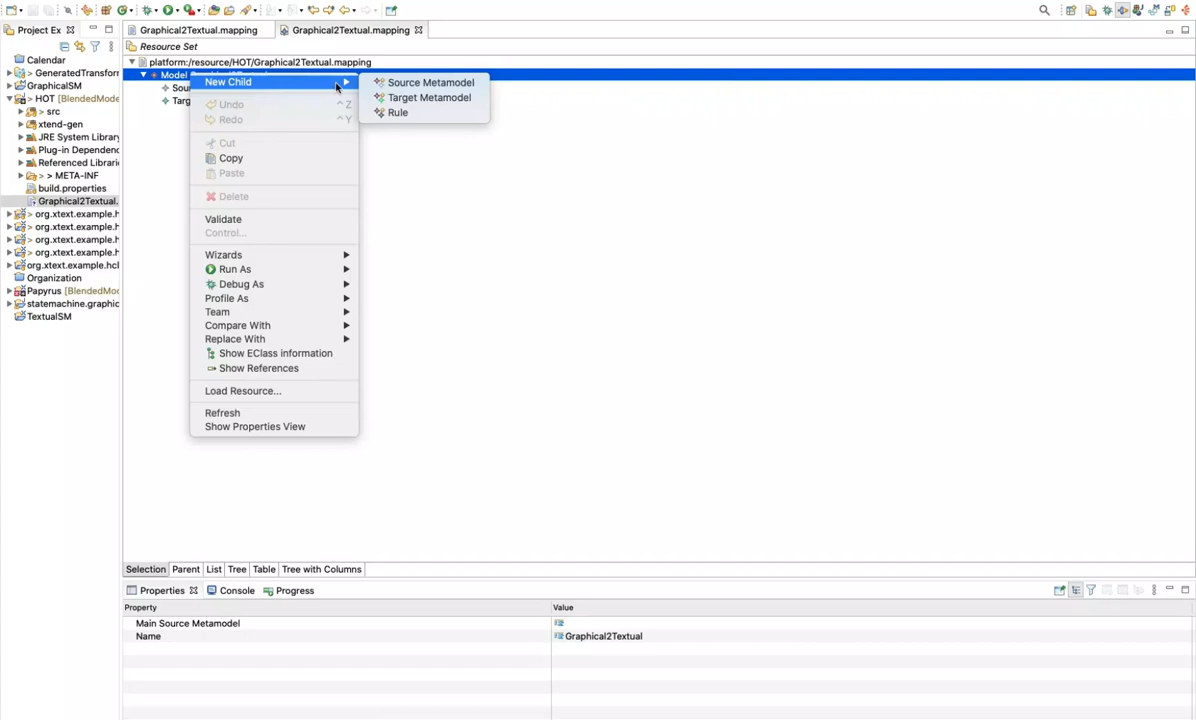 Project Ex
Calendar
> GeneratedTransfor
GraphicalSM
> HOT [BlendedMode
> src
xtend-gen
JRE System Library
Plug-in Dependenc
Referenced Librari
> META-INF
build.properties
Graphical2Textual.
> org.xtext.example.h
> org.xtext.example.h
> org.xtext.example.h
> org.xtext.example.h
org.xtext.example.hcl
Organization
Papyrus [BlendedMod
statemachine.graphic
TextualSM
Graphical2Textual.mapping
Graphical2Textual.mapping
Resource Set
platform:/resource/HOT/Graphical2Textual.mapping
Model
Sou
Targ
New Child
Undo ^Z
Redo ^Y
Cut
Copy
Paste
Delete
Validate
Control...
Wizards
Run As
Debug As
Profile As
Team
Compare With
Replace With
Show EClass information
Show References
Load Resource...
Refresh
Show Properties View
Source Metamodel
Target Metamodel
Rule
Selection Parent List Tree Table Tree with Columns
Properties Console Progress
Property Value
Main Source Metamodel
Name Graphical2Textual